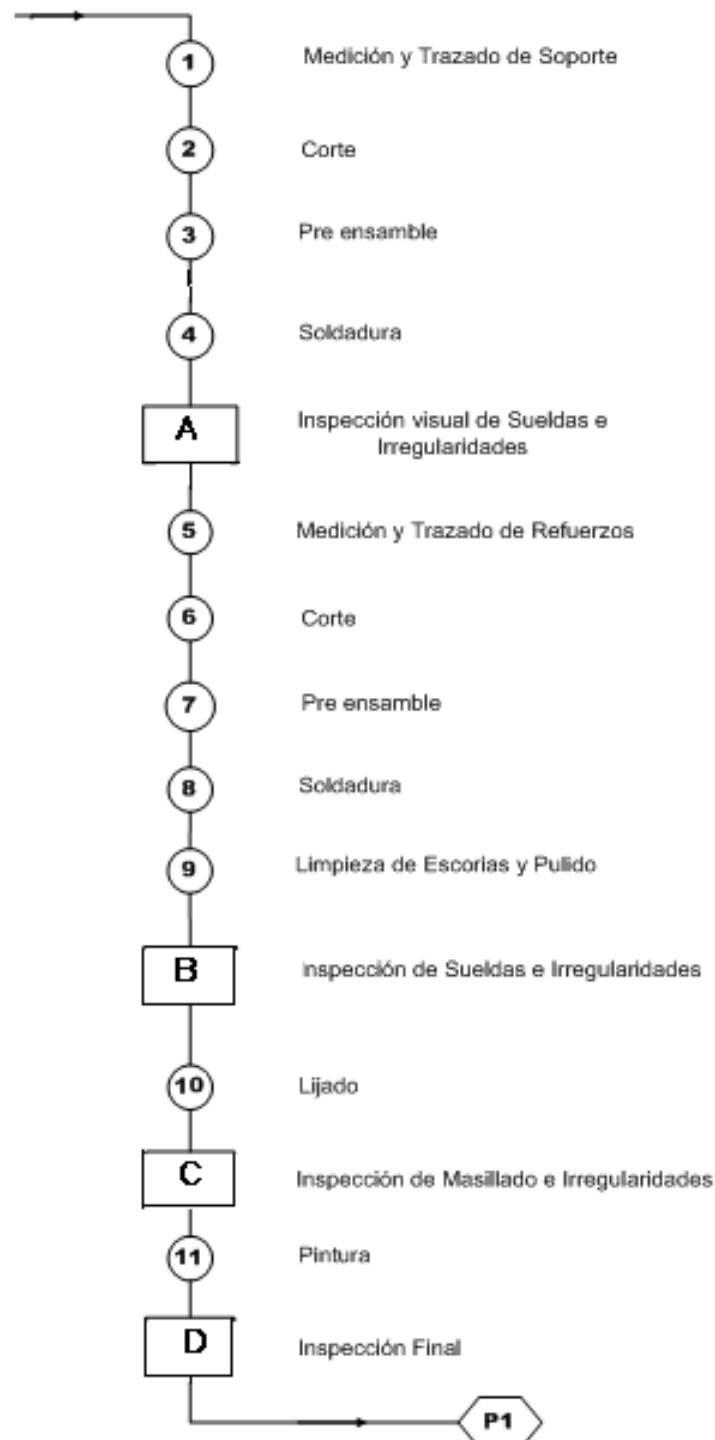 1 Medición y Trazado de Soporte
2 Corte
3 Pre ensamble
4 Soldadura
A Inspección visual de Sueldas e
Irregularidades
5 Medición y Trazado de Refuerzos
6 Corte
7 Pre ensamble
8 Soldadura
9 Limpieza de Escorias y Pulido
B Inspección de Sueldas e Irregularidades
10 Lijado
C Inspección de Masillado e Irregularidades
11 Pintura
D Inspección Final
P1